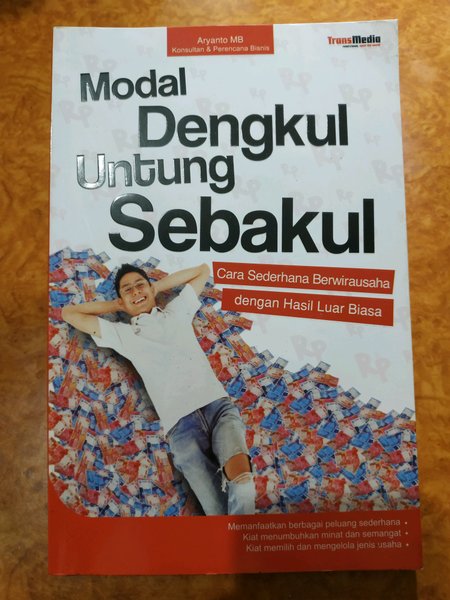 Aryanto MB
Konsultan & Perencana Bisnis
TransMedia
Modal
Dengkul
Untung
Sebakul
Cara Sederhana Berwirausaha
dengan Hasil Luar Biasa
Memanfaatkan berbagai peluang sederhana •
Kiat menumbuhkan minat dan semangat •
Kiat memilih dan mengelola jenis usaha •